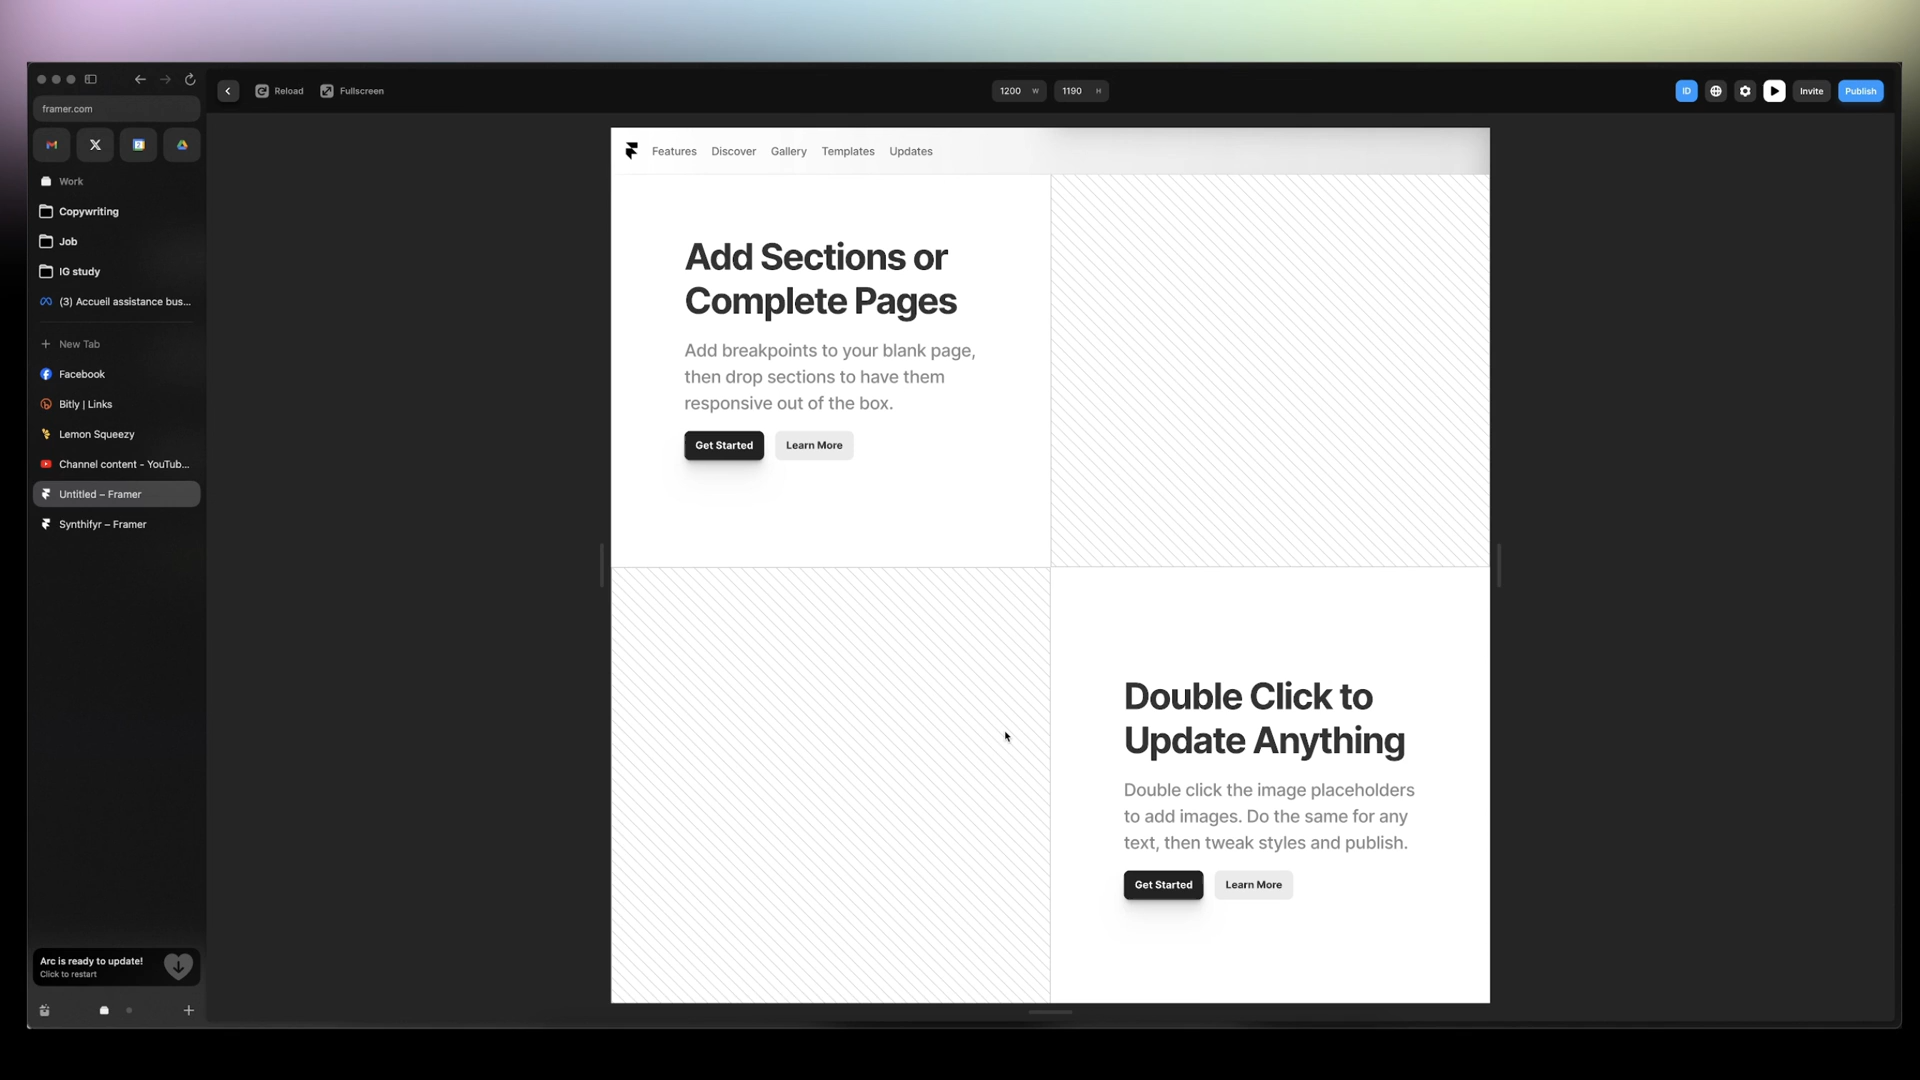 Reload
Fullscreen
1200 W
1190 H
ID
Invite
Publish
framer.com
Work
Copywriting
Job
IG study
(3) Accueil assistance bus...
New Tab
Facebook
Bitly | Links
Lemon Squeezy
Channel content - YouTub...
Untitled – Framer
Synthifyr – Framer
Arc is ready to update!
Click to restart
Features Discover Gallery Templates Updates
Add Sections or
Complete Pages
Add breakpoints to your blank page,
then drop sections to have them
responsive out of the box.
Get Started Learn More
Double Click to
Update Anything
Double click the image placeholders
to add images. Do the same for any
text, then tweak styles and publish.
Get Started Learn More